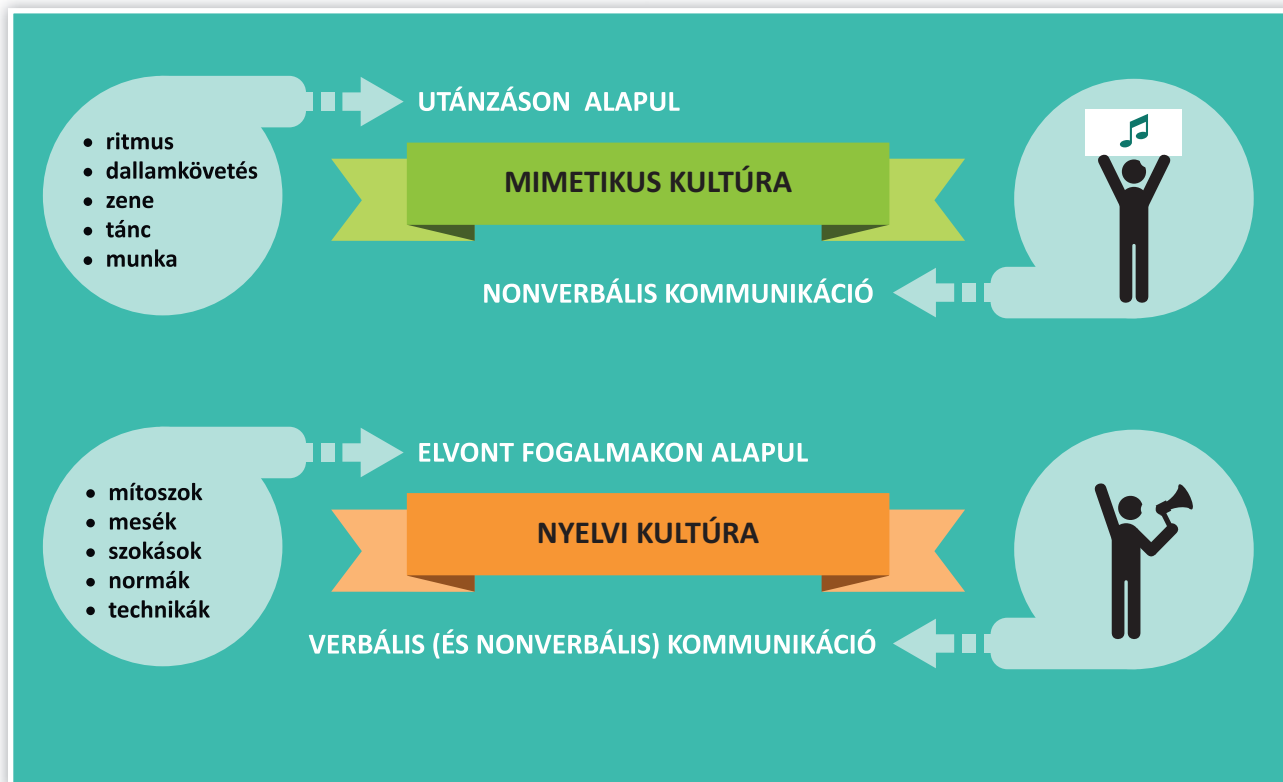 UTÁNZÁSON ALAPUL
• ritmus
• dallamkövetés
• zene
• tánc
• munka
MIMETIKUS KULTÚRA
NONVERBÁLIS KOMMUNIKÁCIÓ
ELVONT FOGALMAKON ALAPUL
• mítoszok
• mesék
• szokások
• normák
• technikák
NYELVI KULTÚRA
VERBÁLIS (ÉS NONVERBÁLIS) KOMMUNIKÁCIÓ